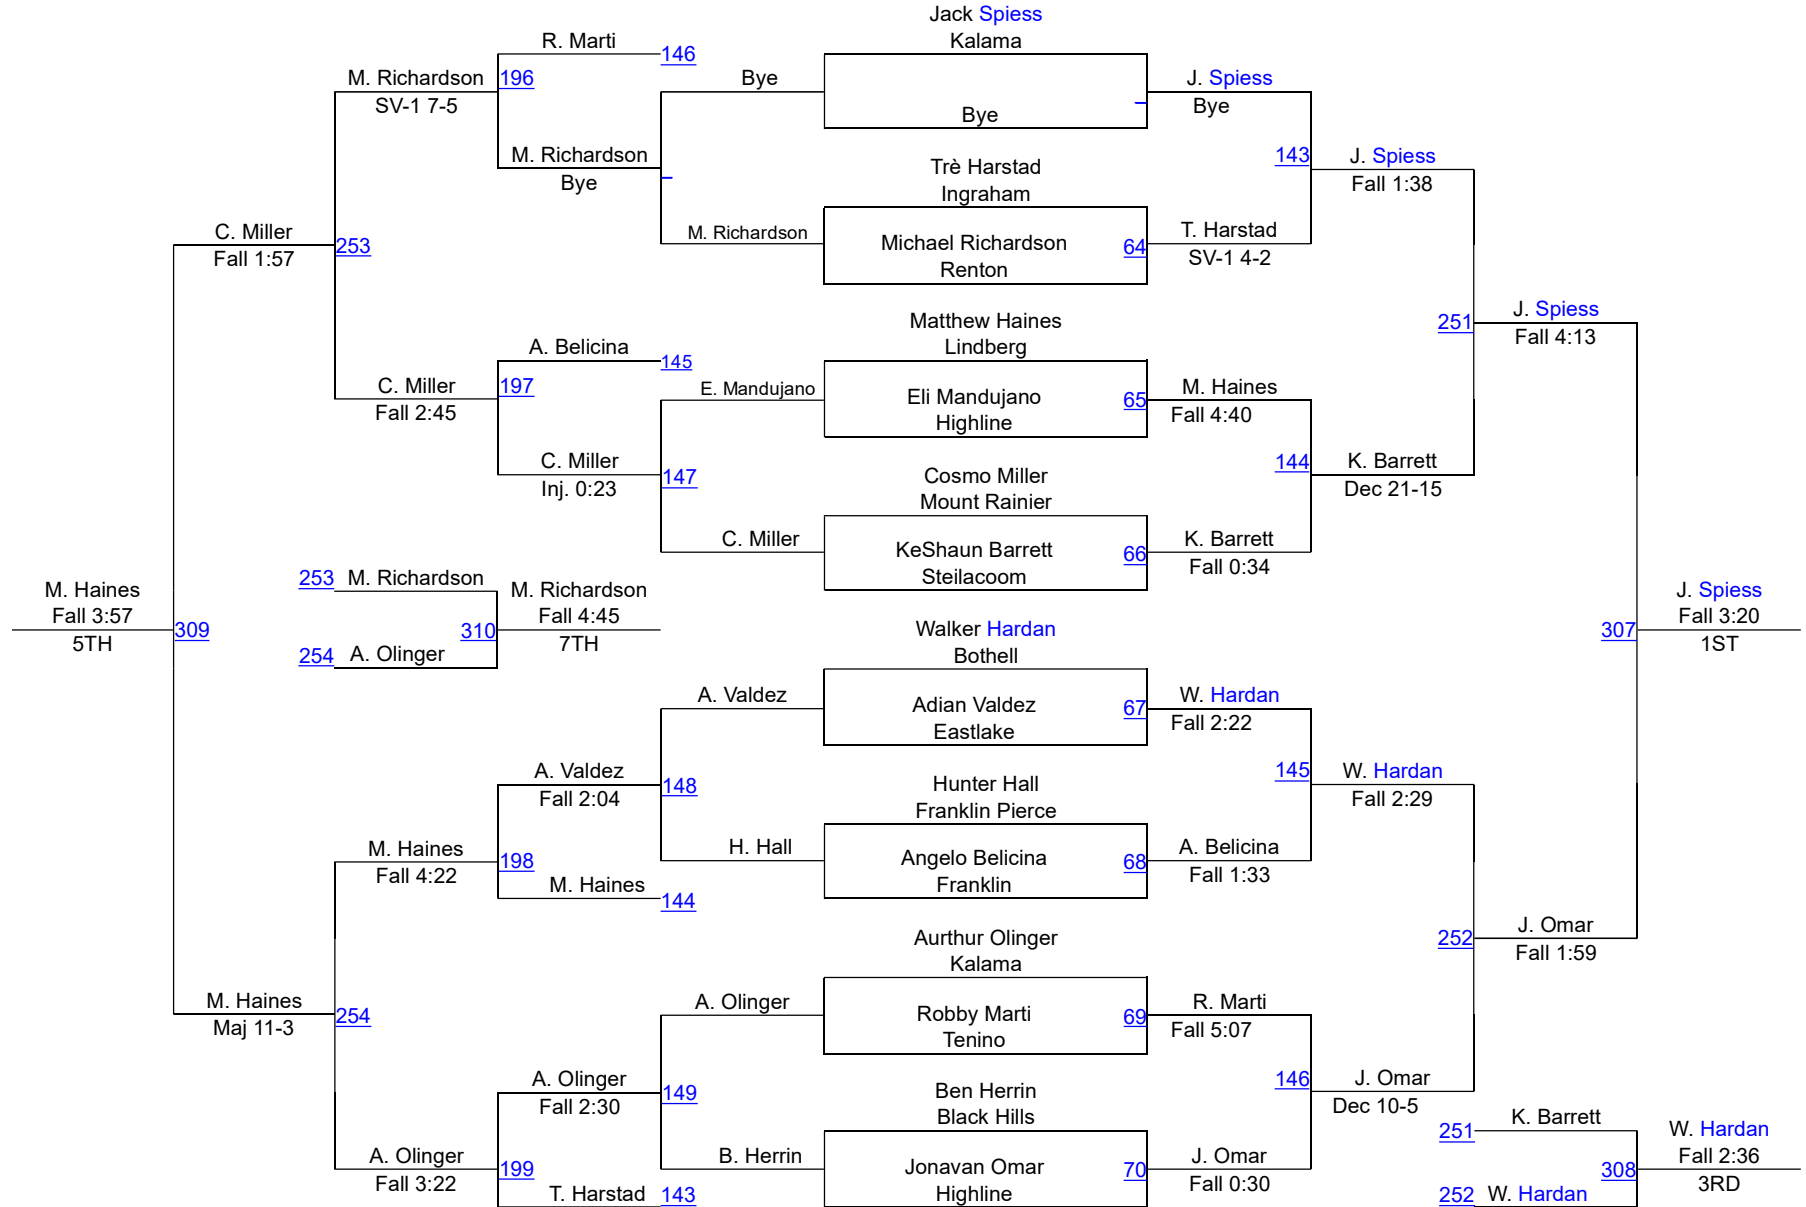 Jack Spiess
Kalama
R. Marti
146
M. Richardson
196
SV-1 7-5
Bye
J. Spiess
Bye
Bye
M. Richardson
Bye
143
J. Spiess
Fall 1:38
Trè Harstad
Ingraham
M. Richardson
Michael Richardson
Renton
64
T. Harstad
SV-1 4-2
C. Miller
Fall 1:57
253
Matthew Haines
Lindberg
251
J. Spiess
Fall 4:13
A. Belicina
145
C. Miller
197
Fall 2:45
E. Mandujano
Eli Mandujano
Highline
65
M. Haines
Fall 4:40
C. Miller
Inj. 0:23
147
144
K. Barrett
Dec 21-15
Cosmo Miller
Mount Rainier
C. Miller
KeShaun Barrett
Steilacoom
66
K. Barrett
Fall 0:34
M. Haines
Fall 3:57
5TH
309
253
M. Richardson
254
A. Olinger
310
M. Richardson
Fall 4:45
7TH
307
J. Spiess
Fall 3:20
1ST
Walker Hardan
Bothell
A. Valdez
Adian Valdez
Eastlake
67
W. Hardan
Fall 2:22
A. Valdez
Fall 2:04
148
145
W. Hardan
Fall 2:29
Hunter Hall
Franklin Pierce
H. Hall
Angelo Belicina
Franklin
68
A. Belicina
Fall 1:33
M. Haines
Fall 4:22
198
M. Haines
144
Aurthur Olinger
Kalama
252
J. Omar
Fall 1:59
M. Haines
Maj 11-3
254
A. Olinger
Robby Marti
Tenino
69
R. Marti
Fall 5:07
A. Olinger
Fall 2:30
149
146
J. Omar
Dec 10-5
Ben Herrin
Black Hills
B. Herrin
Jonavan Omar
Highline
70
J. Omar
Fall 0:30
A. Olinger
Fall 3:22
199
T. Harstad
143
251
K. Barrett
252
W. Hardan
308
W. Hardan
Fall 2:36
3RD